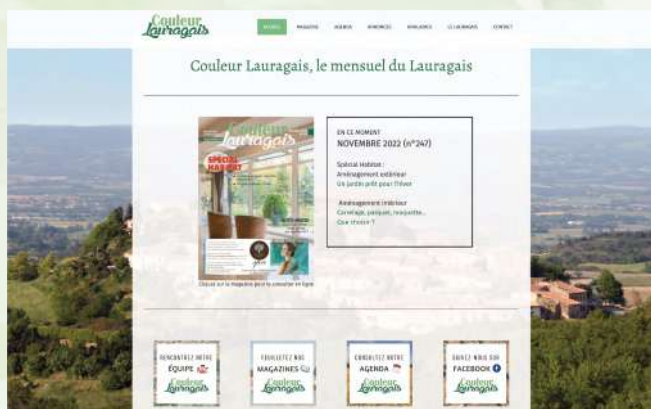 Couleur
Lauragais
ACCUEIL MAGAZINE AGENDA ANNONCES ANNUAIRES LE LAURAGAIS CONTACT
Couleur Lauragais, le mensuel du Lauragais
Couleur
Lauragais
SPÉCIAL
HABITAT
EN CE MOMENT
NOVEMBRE 2022 (n°247)
Spécial Habitat :
Aménagement extérieur
Un jardin prêt pour l'hiver
Aménagement intérieur
Carrelage, parquet, moquette...
Que choisir ?
Cliquez sur le magazine pour le consulter en ligne
RENCONTREZ NOTRE
ÉQUIPE
Couleur
Lauragais
FEUILLETEZ NOS
MAGAZINES
Couleur
Lauragais
CONSULTEZ NOTRE
AGENDA
Couleur
Lauragais
SUIVEZ-NOUS SUR
FACEBOOK
Couleur
Lauragais